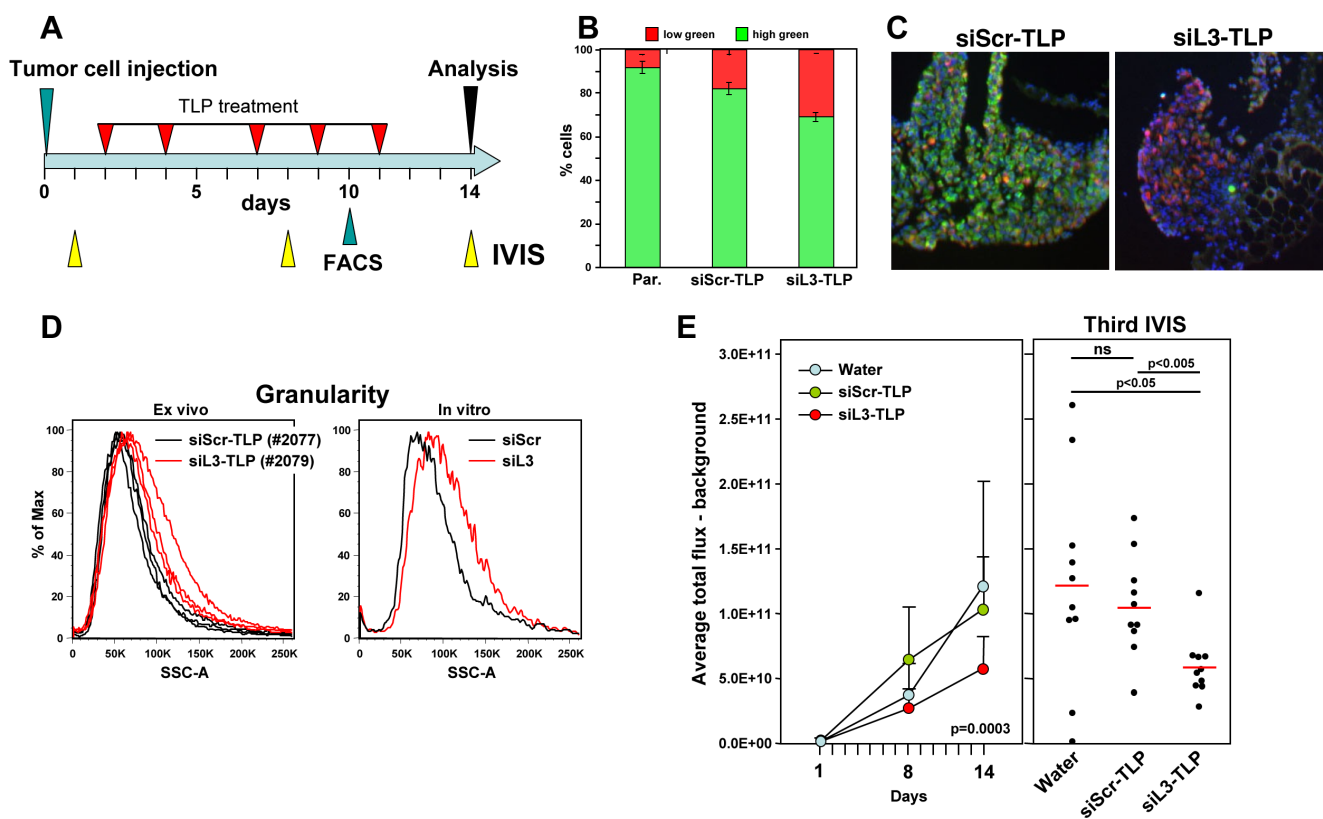 A
Tumor cell injection
Analysis
TLP treatment
0
5
10
14
days
FACS
IVIS
B
low green
high green
100
80
60
40
20
0
% cells
Par.
siScr-TLP
siL3-TLP
C
siScr-TLP
siL3-TLP
D
Granularity
Ex vivo
In vitro
siScr-TLP (#2077)
siL3-TLP (#2079)
100
80
60
40
20
0
% of Max
0
50K
100K
150K
200K
250K
SSC-A
siScr
siL3
100
80
60
40
20
0
0
50K
100K
150K
200K
250K
SSC-A
E
Third IVIS
3.0E+11
2.5E+11
2.0E+11
1.5E+11
1.0E+11
5.0E+10
0.0E+00
Average total flux - background
Water
siScr-TLP
siL3-TLP
p=0.0003
1
8
14
Days
ns
p<0.005
p<0.05
Water
siScr-TLP
siL3-TLP